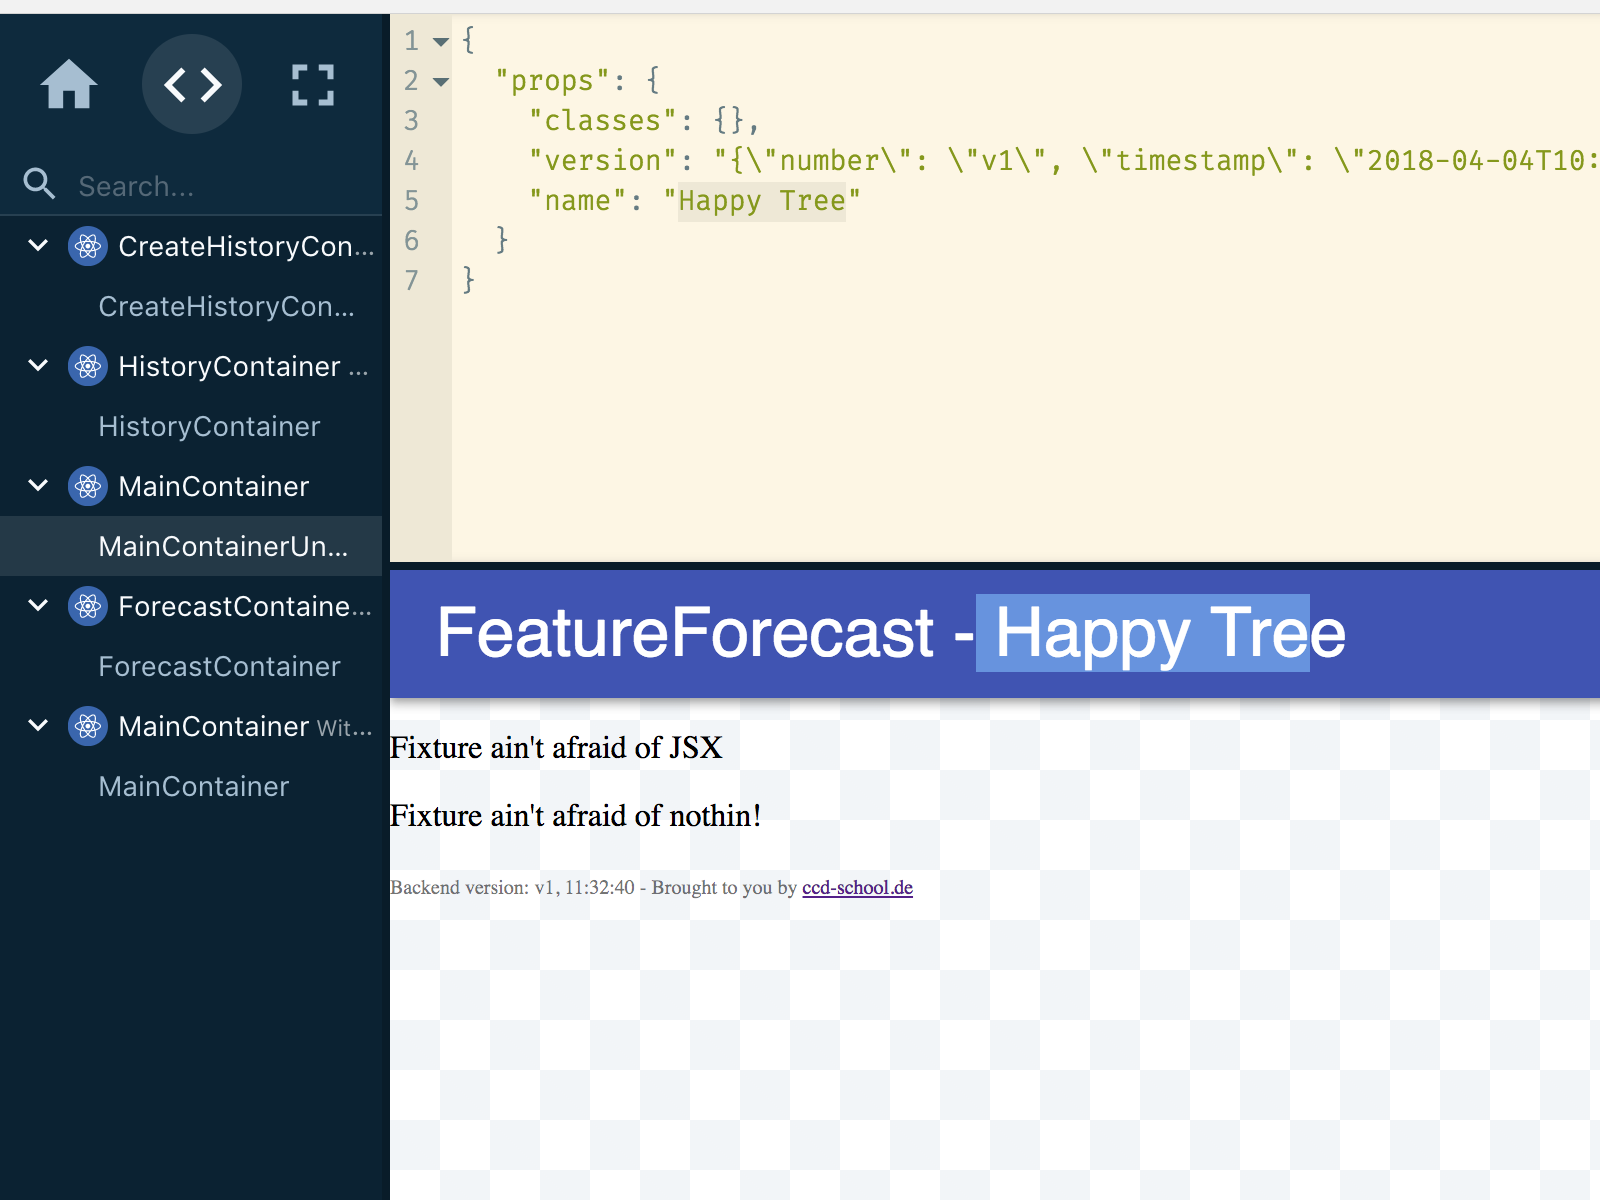 Search...
CreateHistoryCon...
CreateHistoryCon...
HistoryContainer ...
HistoryContainer
MainContainer
MainContainerUn...
ForecastContaine...
ForecastContainer
MainContainer Wit...
MainContainer
1 {
2 "props": {
3 "classes": {},
4 "version": "{\"number\": \"v1\", \"timestamp\": \"2018-04-04T10:
5 "name": "Happy Tree"
6 }
7 }
FeatureForecast - Happy Tree
Fixture ain't afraid of JSX
Fixture ain't afraid of nothin!
Backend version: v1, 11:32:40 - Brought to you by ccd-school.de